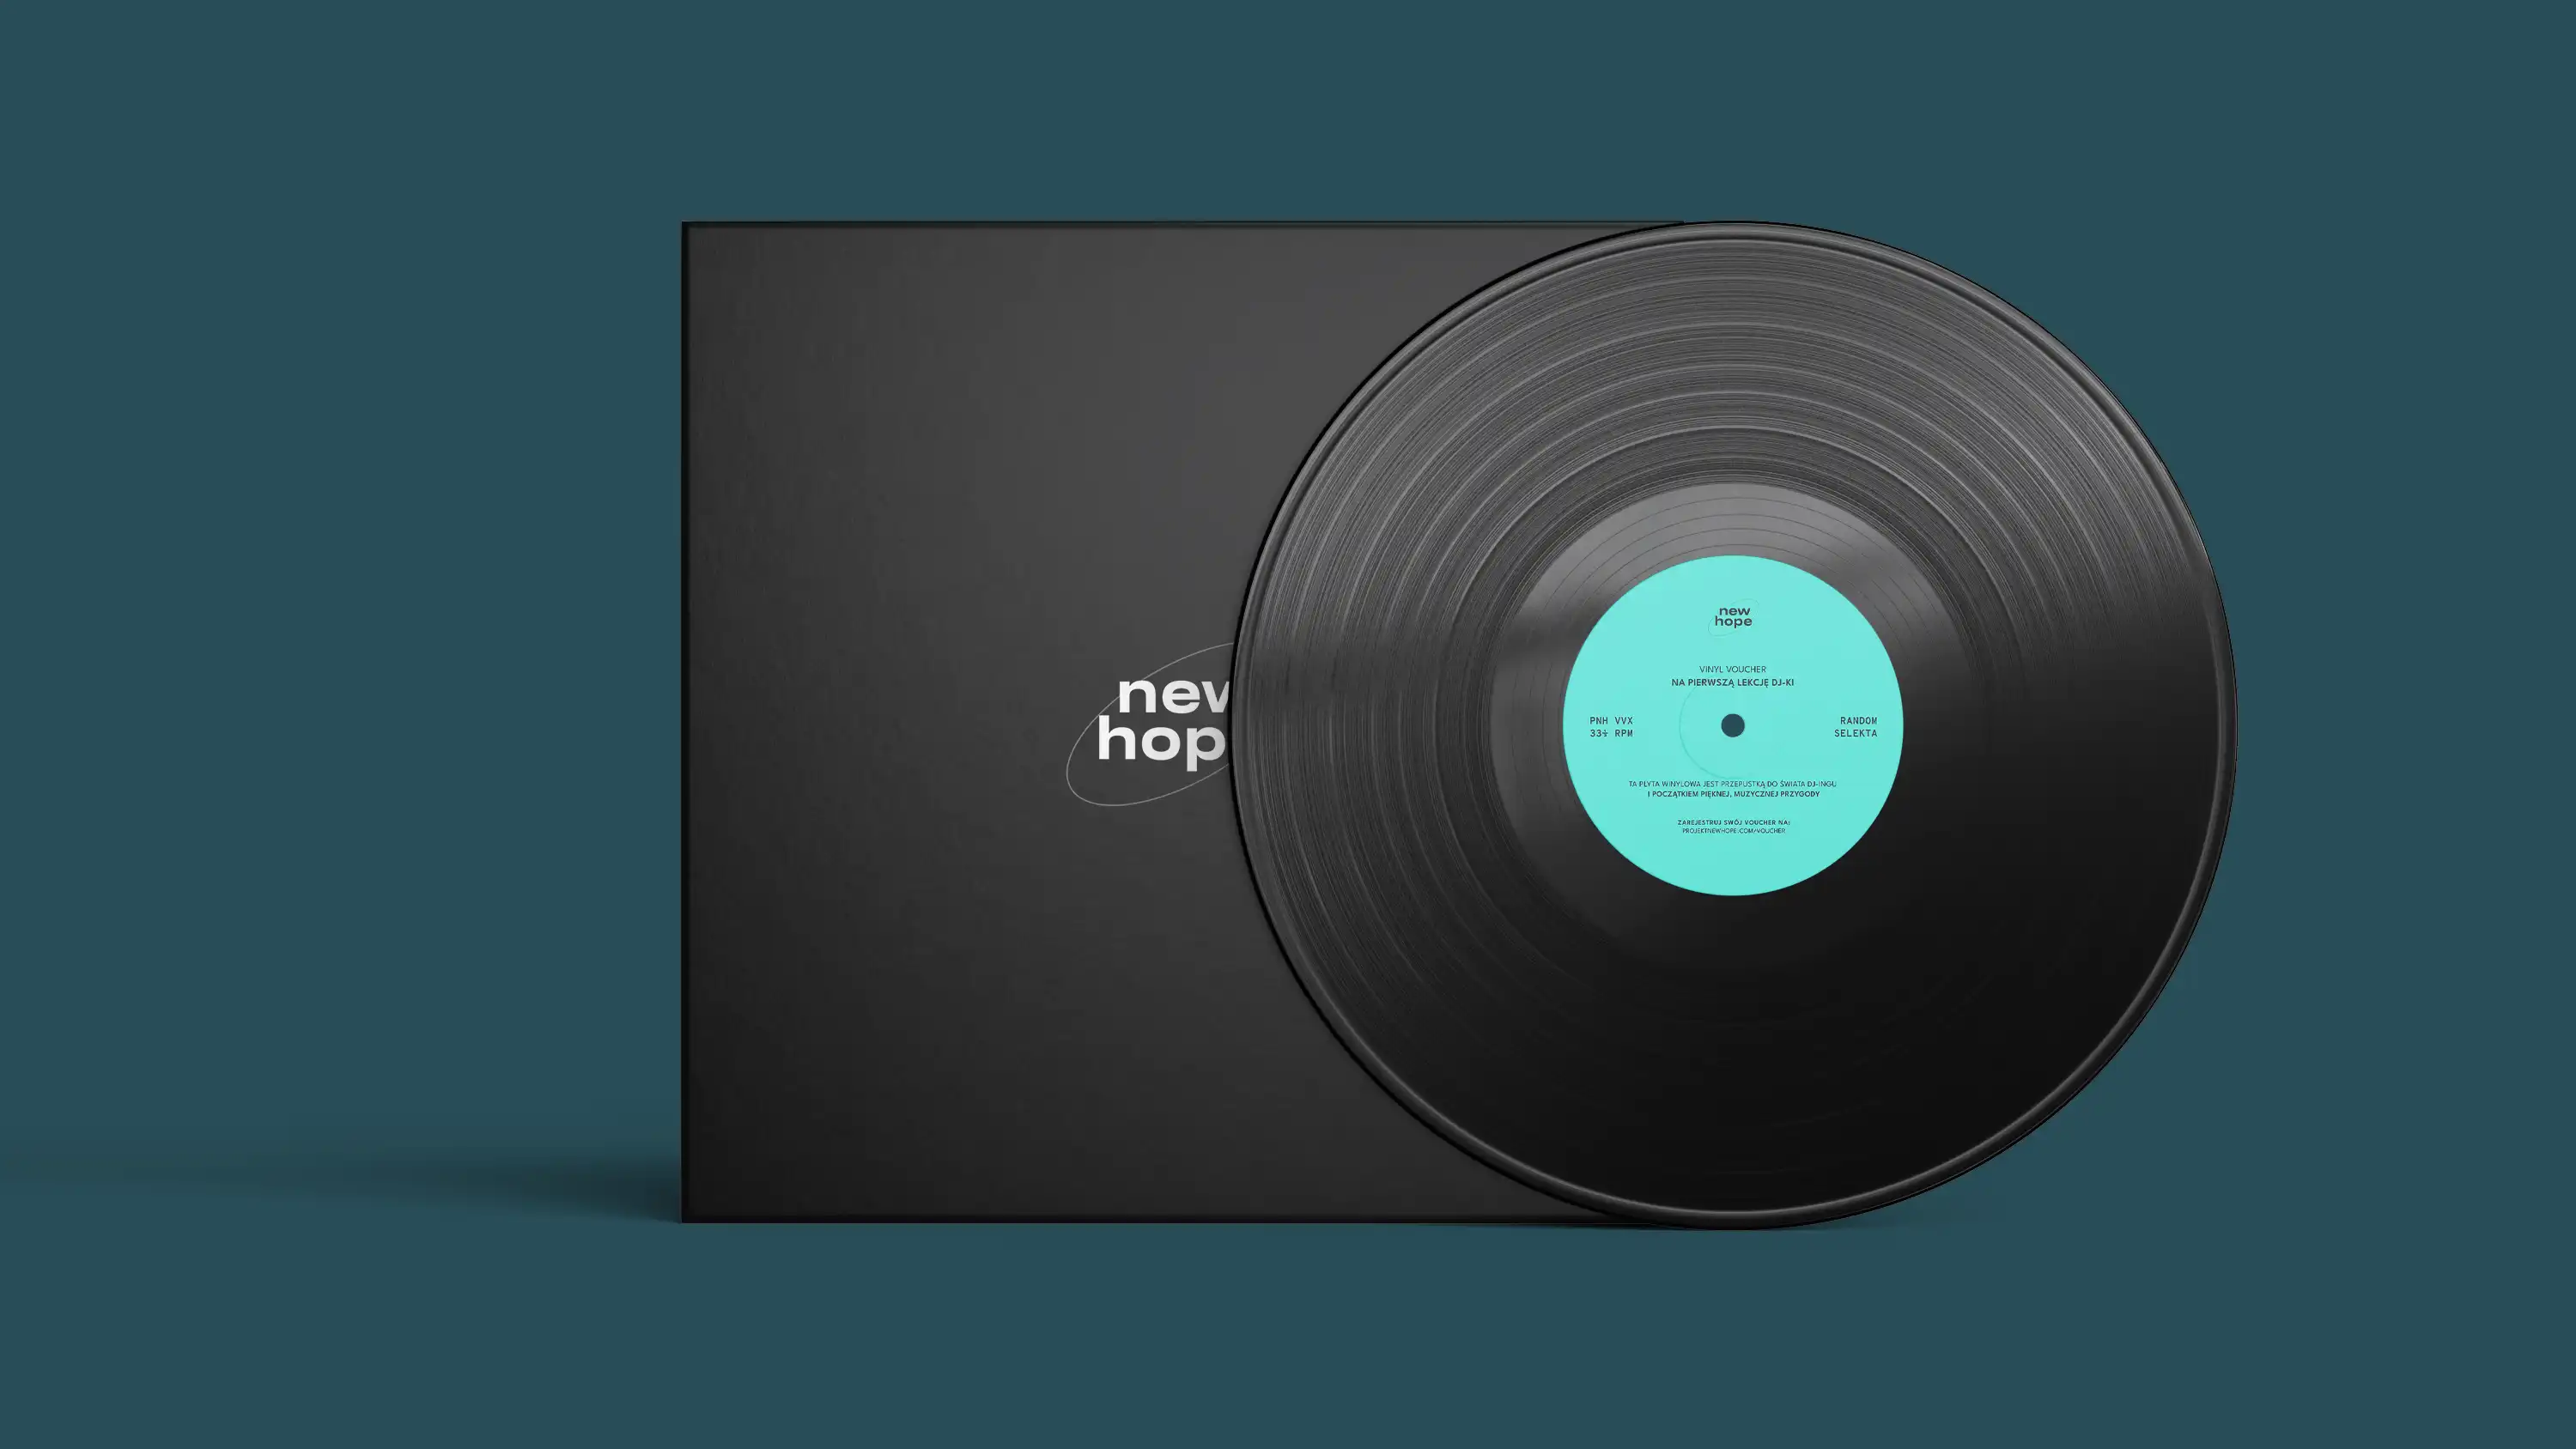 new
hop
new
hope
VINYL VOUCHER
NA PIERWSZĄ LEKCJĘ DJ-KI
PNH VVX
33⅓ RPM
RANDOM
SELEKTA
TA PŁYTA WINYLOWA JEST PRZEPUSTKĄ DO ŚWIATA DJ-INGU
I POCZĄTKIEM PIĘKNEJ, MUZYCZNEJ PRZYGODY
ZAREJESTRUJ SWÓJ VOUCHER NA:
PROJEKTNEWHOPE.COM/VOUCHER